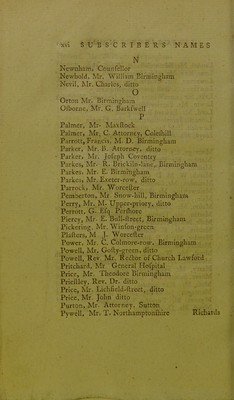 xvi SUBSCRIBERS NAMES
N
Newnham, Counsellor
Newbold, Mr. William Birmingham
Nevil, Mr. Charles, ditto
O
Orton Mr. Birmingham
Osborne, Mr. G. Barkswell
P
Palmer, Mr. Maxstock
Palmer, Mr. C. Attorney, Coleshill
Parrott, Francis, M. D. Birmingham
Parker, Mr. R. Attorney, ditto
Parker, Mr. Joseph Coventry
Parkes, Mr. R. Brickiln-lane, Birmingham
Parkes, Mr. E. Birmingham
Parkes, Mr. Exeter-row, ditto
Parrock, Mr. Worcester
Pemberton, Mr. Snow-hill, Birmingham
Perry, Mr. M. Upper-priory, ditto
Perrott, G. Esq Pershore
Piercy, Mr. E. Bull-street, Birmingham
Pickering, Mr. Winson-green
Plasters, M. J. Worcester
Power, Mr. C. Colmore-row, Birmingham
Powell, Mr. Gosty-green, ditto
Powell, Rev. Mr. Rector of Church Lawford
Pritchard, Mr. General Hospital
Price, Mr. Theodore Birmingham
Priestley, Rev. Dr. ditto
Price, Mr. Lichfield-street, ditto
Price, Mr. John ditto
Purton, Mr. Attorney, Sutton
Pywell, Mr. T. Northamptonshire
Richards